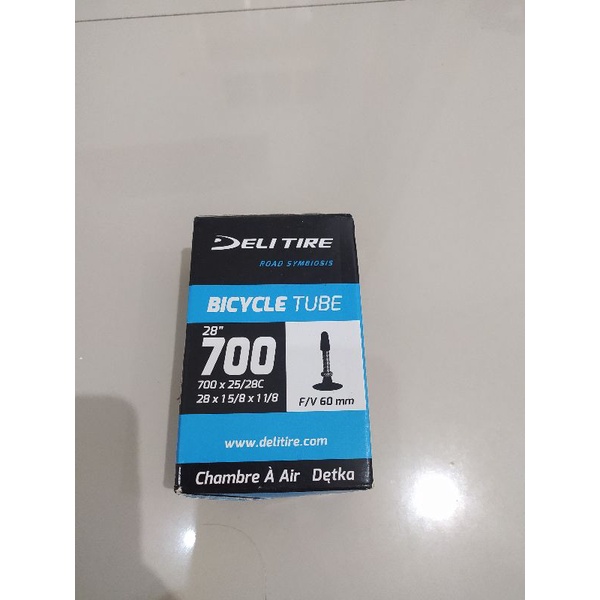 DELI TIRE
ROAD SYMBIOSIS
BICYCLE TUBE
28"
700
700 x 25/28C
28 x 1 5/8 x 1 1/8
F/V 60 mm
www.delitire.com
Chambre À Air Dętka